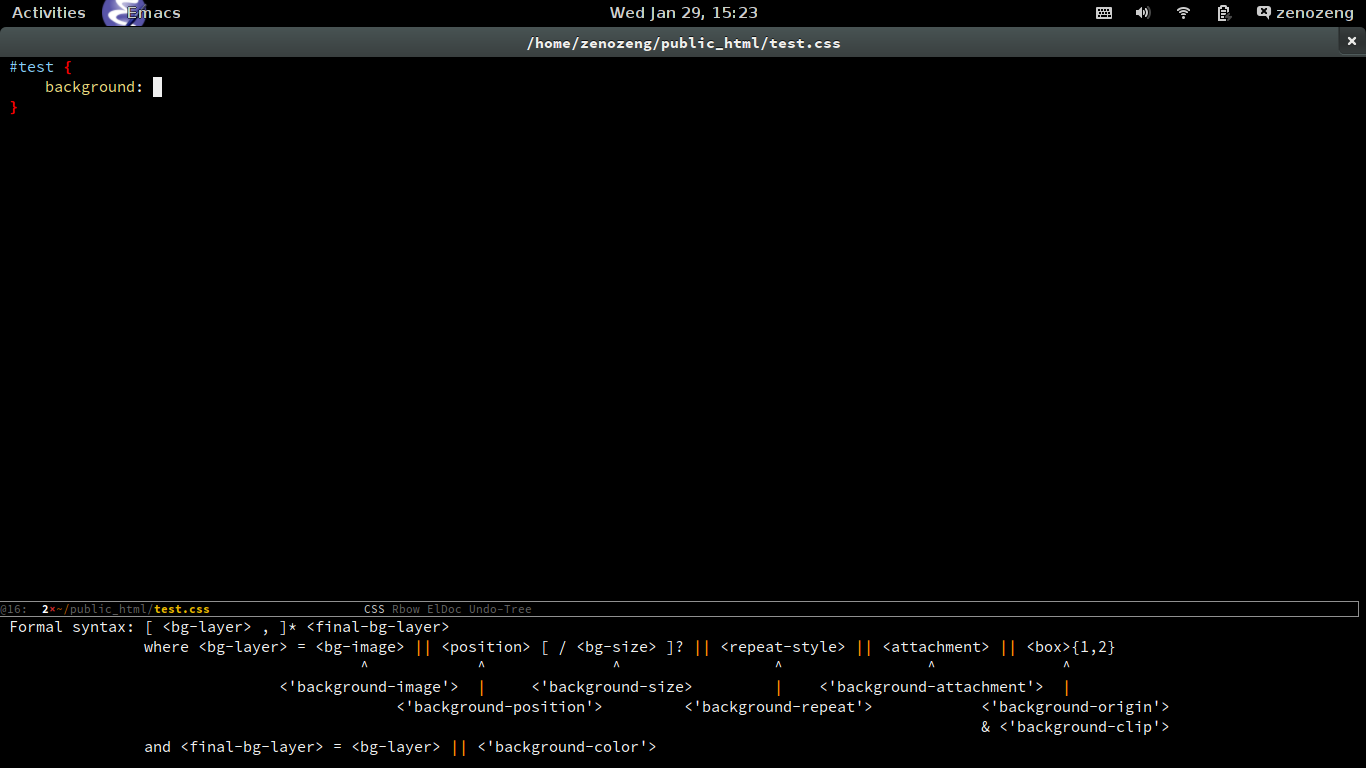 Activities Emacs Wed Jan 29, 15:23 zenozeng
/home/zenozeng/public_html/test.css ×
#test {
    background:
}
@16: 2×~/public_html/test.css CSS Rbow ElDoc Undo-Tree
Formal syntax: [ <bg-layer> , ]* <final-bg-layer>
where <bg-layer> = <bg-image> || <position> [ / <bg-size> ]? || <repeat-style> || <attachment> || <box>{1,2}
^ ^ ^ ^ ^ ^
<'background-image'> | <'background-size> | <'background-attachment'> |
<'background-position'> <'background-repeat'> <'background-origin'>
& <'background-clip'>
and <final-bg-layer> = <bg-layer> || <'background-color'>